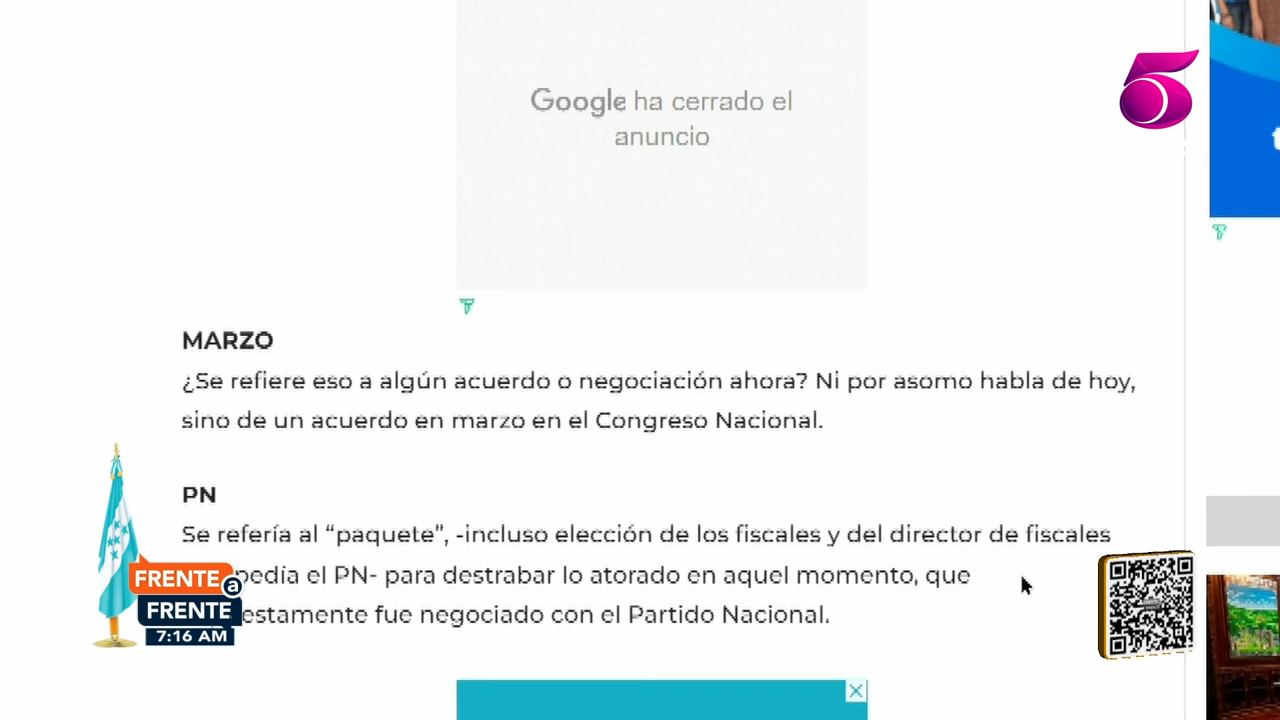 Google ha cerrado el
anuncio
5
MARZO
¿Se refiere eso a algún acuerdo o negociación ahora? Ni por asomo habla de hoy,
sino de un acuerdo en marzo en el Congreso Nacional.
PN
Se refería al “paquete”, -incluso elección de los fiscales y del director de fiscales
pedía el PN- para destrabar lo atorado en aquel momento, que
estamente fue negociado con el Partido Nacional.
FRENTE a
FRENTE
7:16 AM